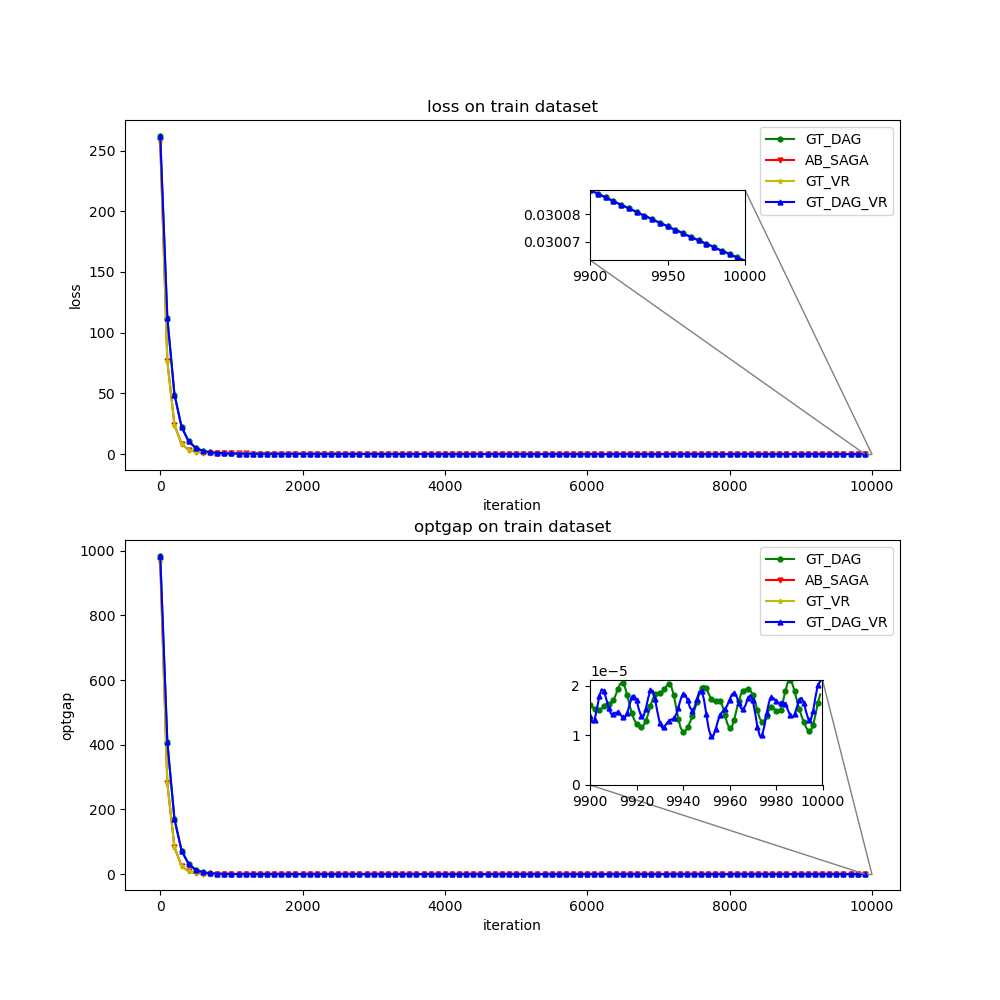 loss on train dataset
250
200
150
100
50
0
loss
GT_DAG
AB_SAGA
GT_VR
GT_DAG_VR
0.03008
0.03007
9900 9950 10000
0 2000 4000 6000 8000 10000
iteration
optgap on train dataset
1000
800
600
400
200
0
optgap
GT_DAG
AB_SAGA
GT_VR
GT_DAG_VR
1e−5
2
1
0
9900 9920 9940 9960 9980 10000
0 2000 4000 6000 8000 10000
iteration